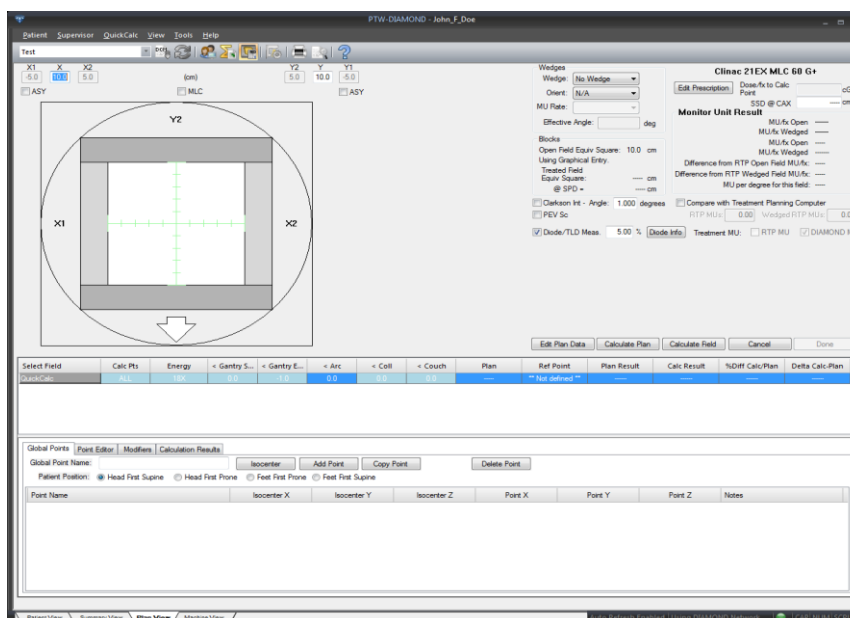 PTW-DIAMOND - John_F_Doe
Patient Supervisor QuickCalc View Tools Help
Test
X1 X X2 Y2 Y Y1
-5.0 10.0 5.0 (cm) 5.0 10.0 -5.0
ASY MLC ASY
Y2
X1 X2
Wedges
Wedge: No Wedge
Orient: N/A
MU Rate:
Effective Angle: deg
Blocks
Open Field Equiv Square: 10.0 cm
Using Graphical Entry.
Treated Field
Equiv Square: ---- cm
@ SPD = ---- cm
Clarkson Int - Angle: 1.000 degrees
PEV Sc
Diode/TLD Meas. 5.00 % Diode Info
Clinac 21EX MLC 60 G+
Edit Prescription Dose/fx to Calc Point
SSD @ CAX ----
Monitor Unit Result
MU/fx Open ----
MU/fx Wedged ----
MU/fx Open ----
MU/fx Wedged ----
Difference from RTP Open Field MU/fx: ----
Difference from RTP Wedged Field MU/fx: ----
MU per degree for this field: ----
Compare with Treatment Planning Computer
RTP MUs: 0.00 Wedged RTP MUs:
Treatment MU: RTP MU DIAMOND
Edit Plan Data Calculate Plan Calculate Field Cancel Done
Select Field Calc Pts Energy < Gantry S... < Gantry E... < Arc < Coll < Couch Plan Ref Point Plan Result Calc Result %Diff Calc/Plan Delta Calc-Plan
QuickCalc ALL 18X 0.0 -1.0 0.0 0.0 0.0 ---- ** Not defined ** ---- ---- ---- ----
Global Points Point Editor Modifiers Calculation Results
Global Point Name: Isocenter Add Point Copy Point Delete Point
Patient Position: Head First Supine Head First Prone Feet First Prone Feet First Supine
Point Name Isocenter X Isocenter Y Isocenter Z Point X Point Y Point Z Notes
Patient View Summary View Plan View Machine View